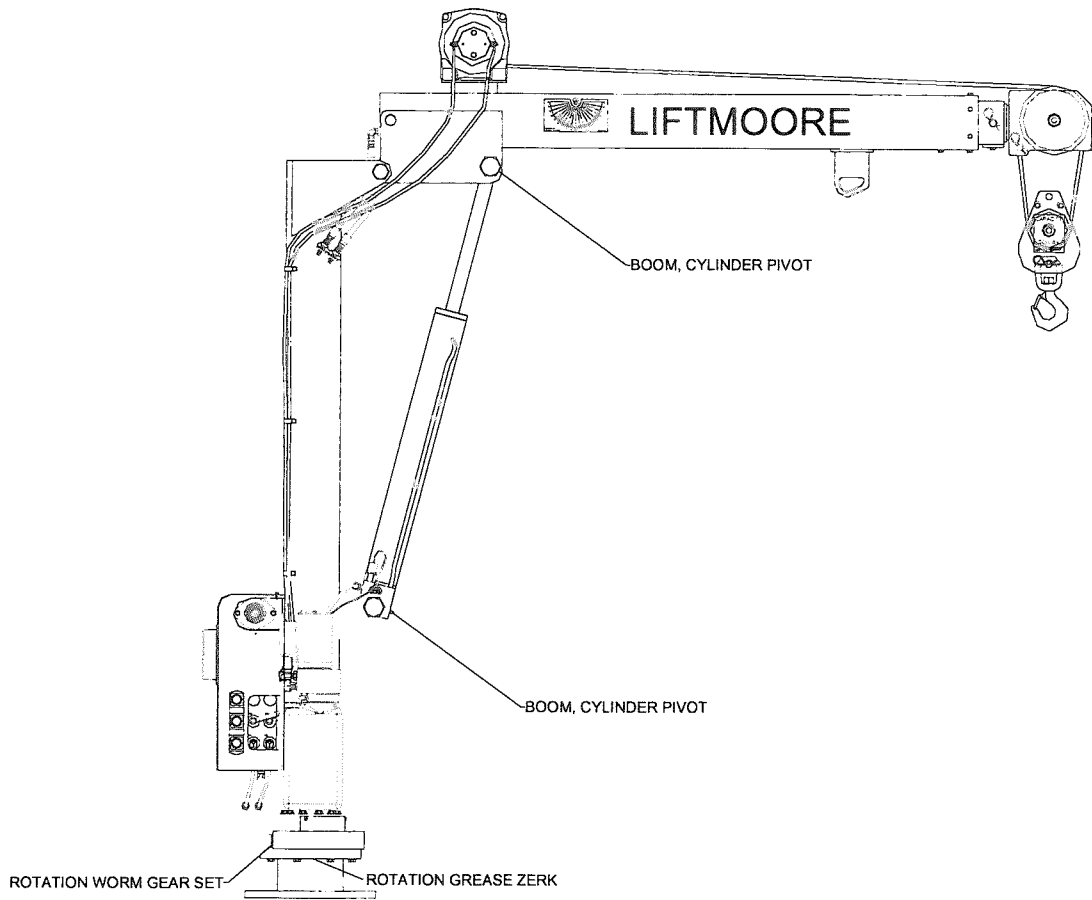 LIFTMOORE
BOOM, CYLINDER PIVOT
BOOM, CYLINDER PIVOT
ROTATION WORM GEAR SET
ROTATION GREASE ZERK